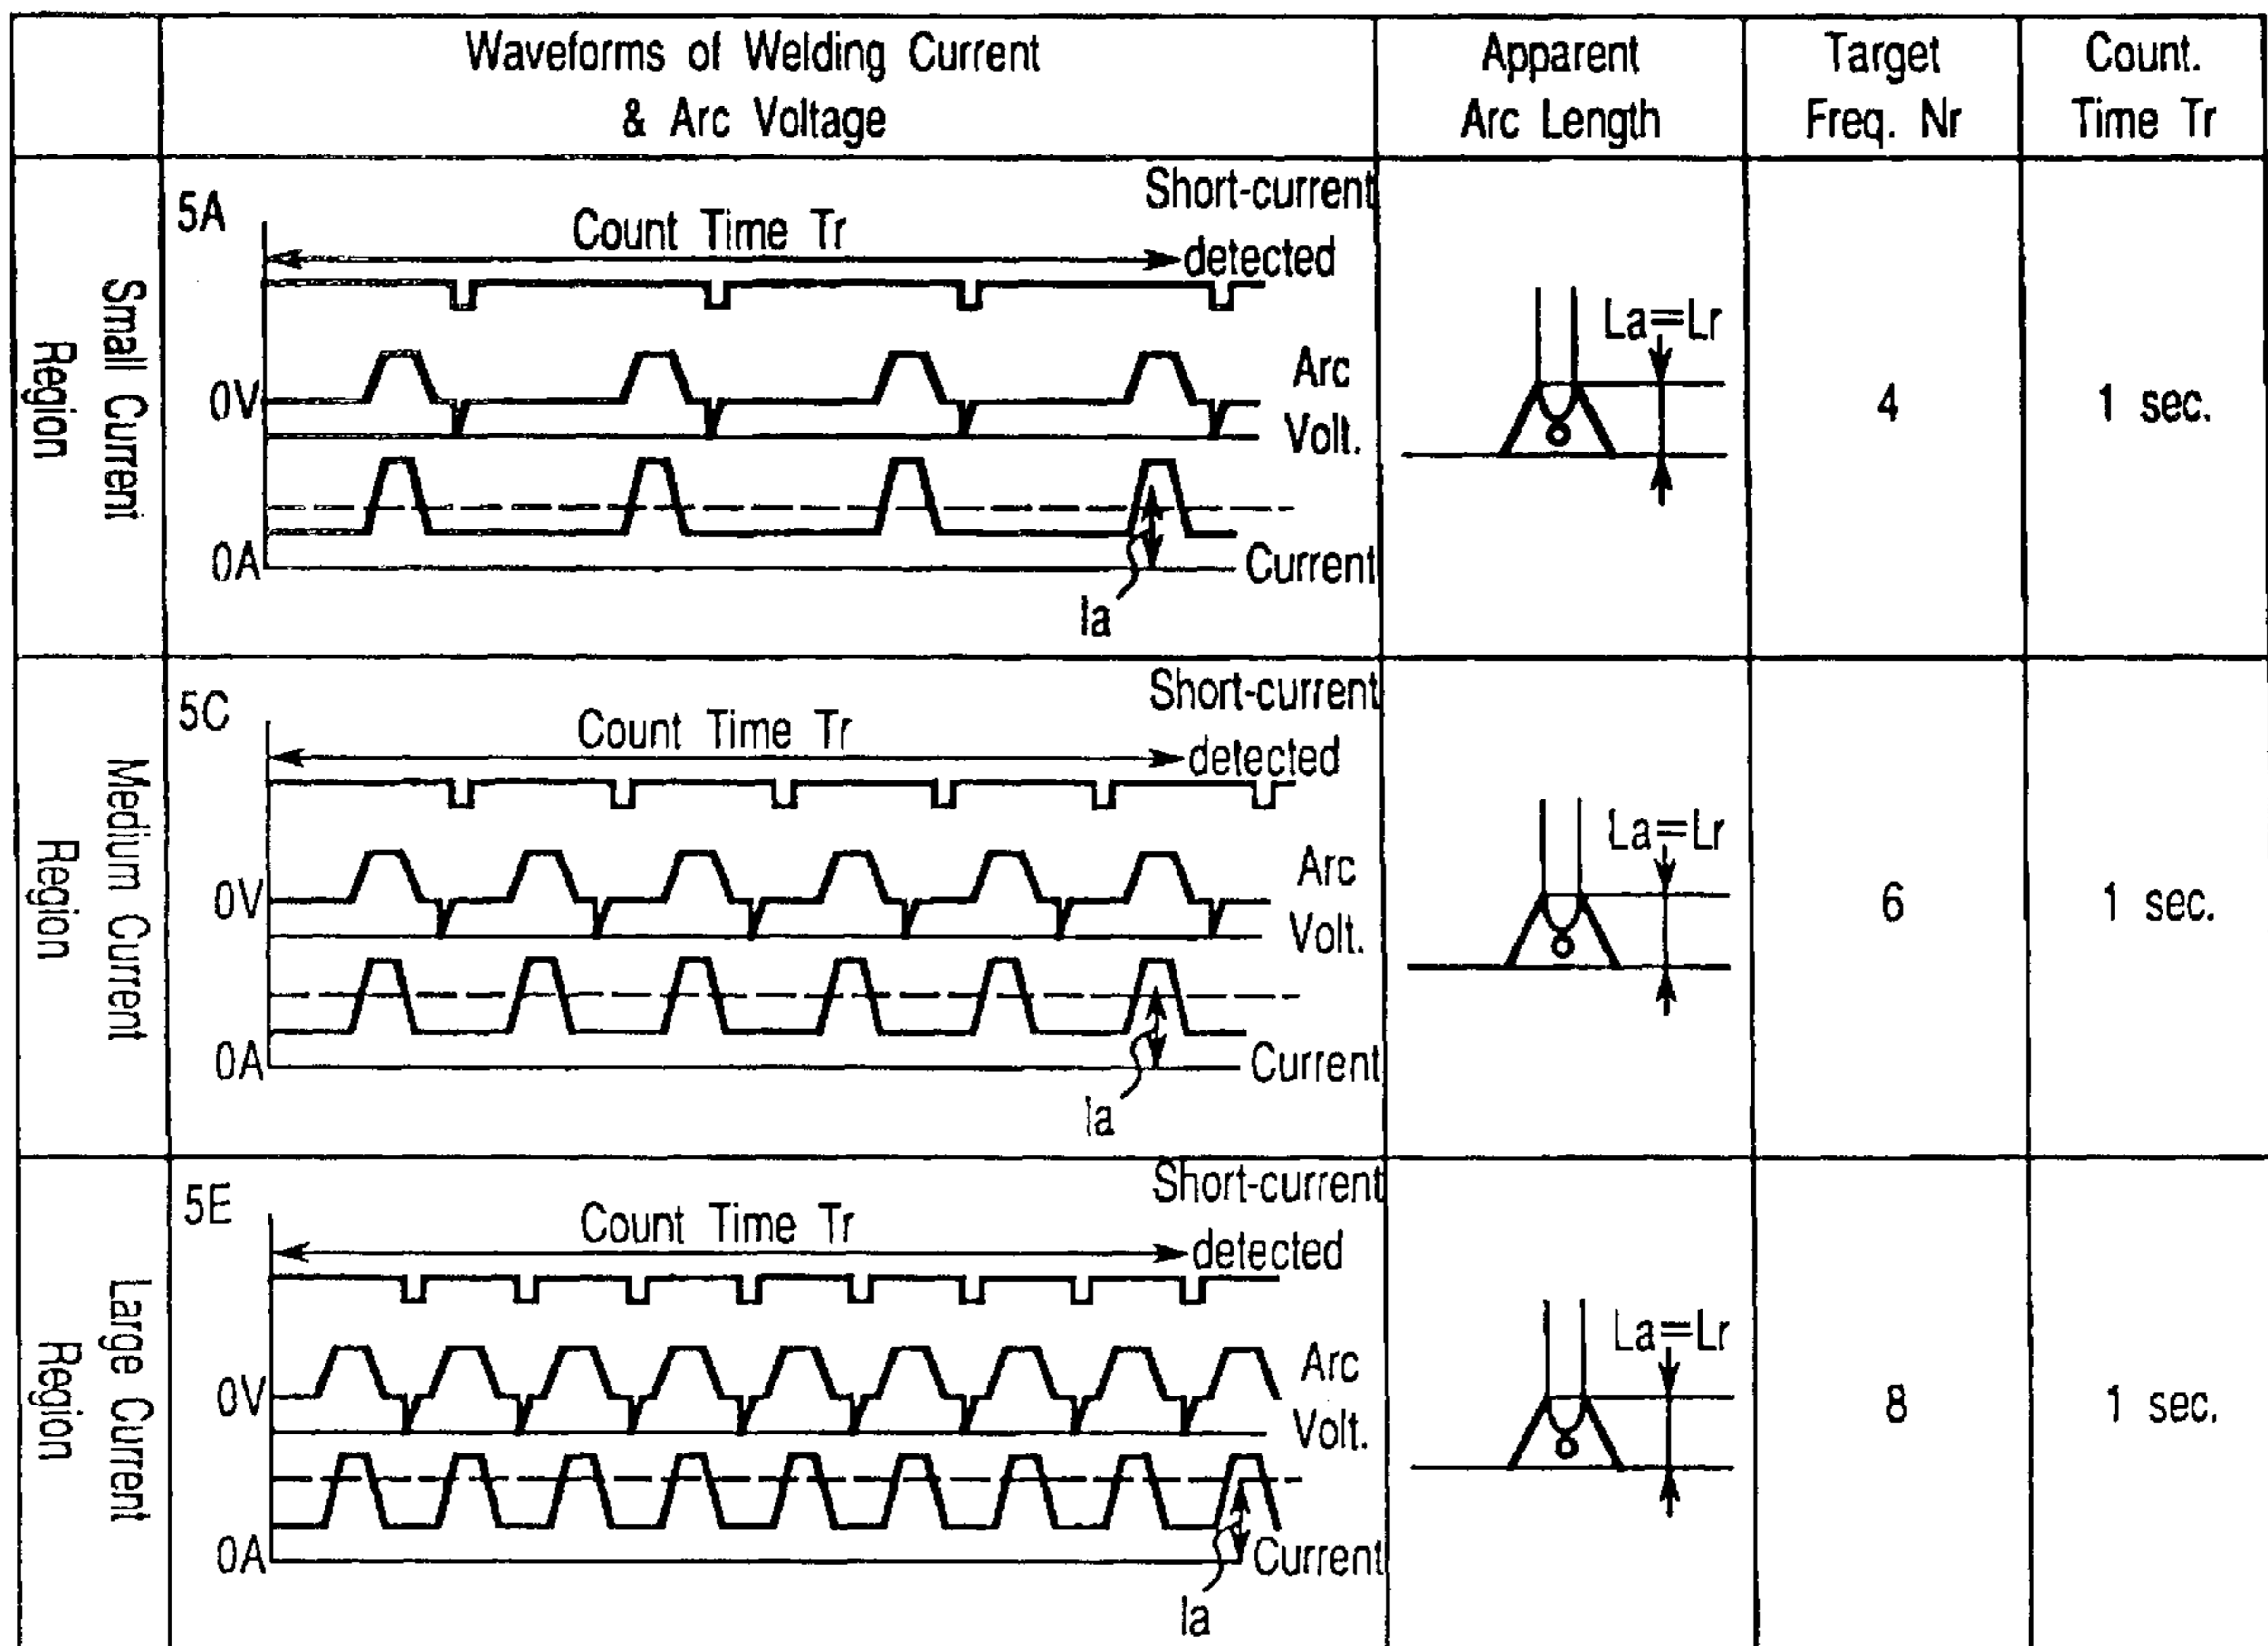 Waveforms of Welding Current
& Arc Voltage
Apparent
Arc Length
Target
Freq. Nr
Count.
Time Tr
Small Current
Region
5A
Count Time Tr
Short-current
detected
0V
Arc
Volt.
0A
Current
Ia
La=Lr
4
1 sec.
Medium Current
Region
5C
Count Time Tr
Short-current
detected
0V
Arc
Volt.
0A
Current
Ia
La=Lr
6
1 sec.
Large Current
Region
5E
Count Time Tr
Short-current
detected
0V
Arc
Volt.
0A
Current
Ia
La=Lr
8
1 sec.